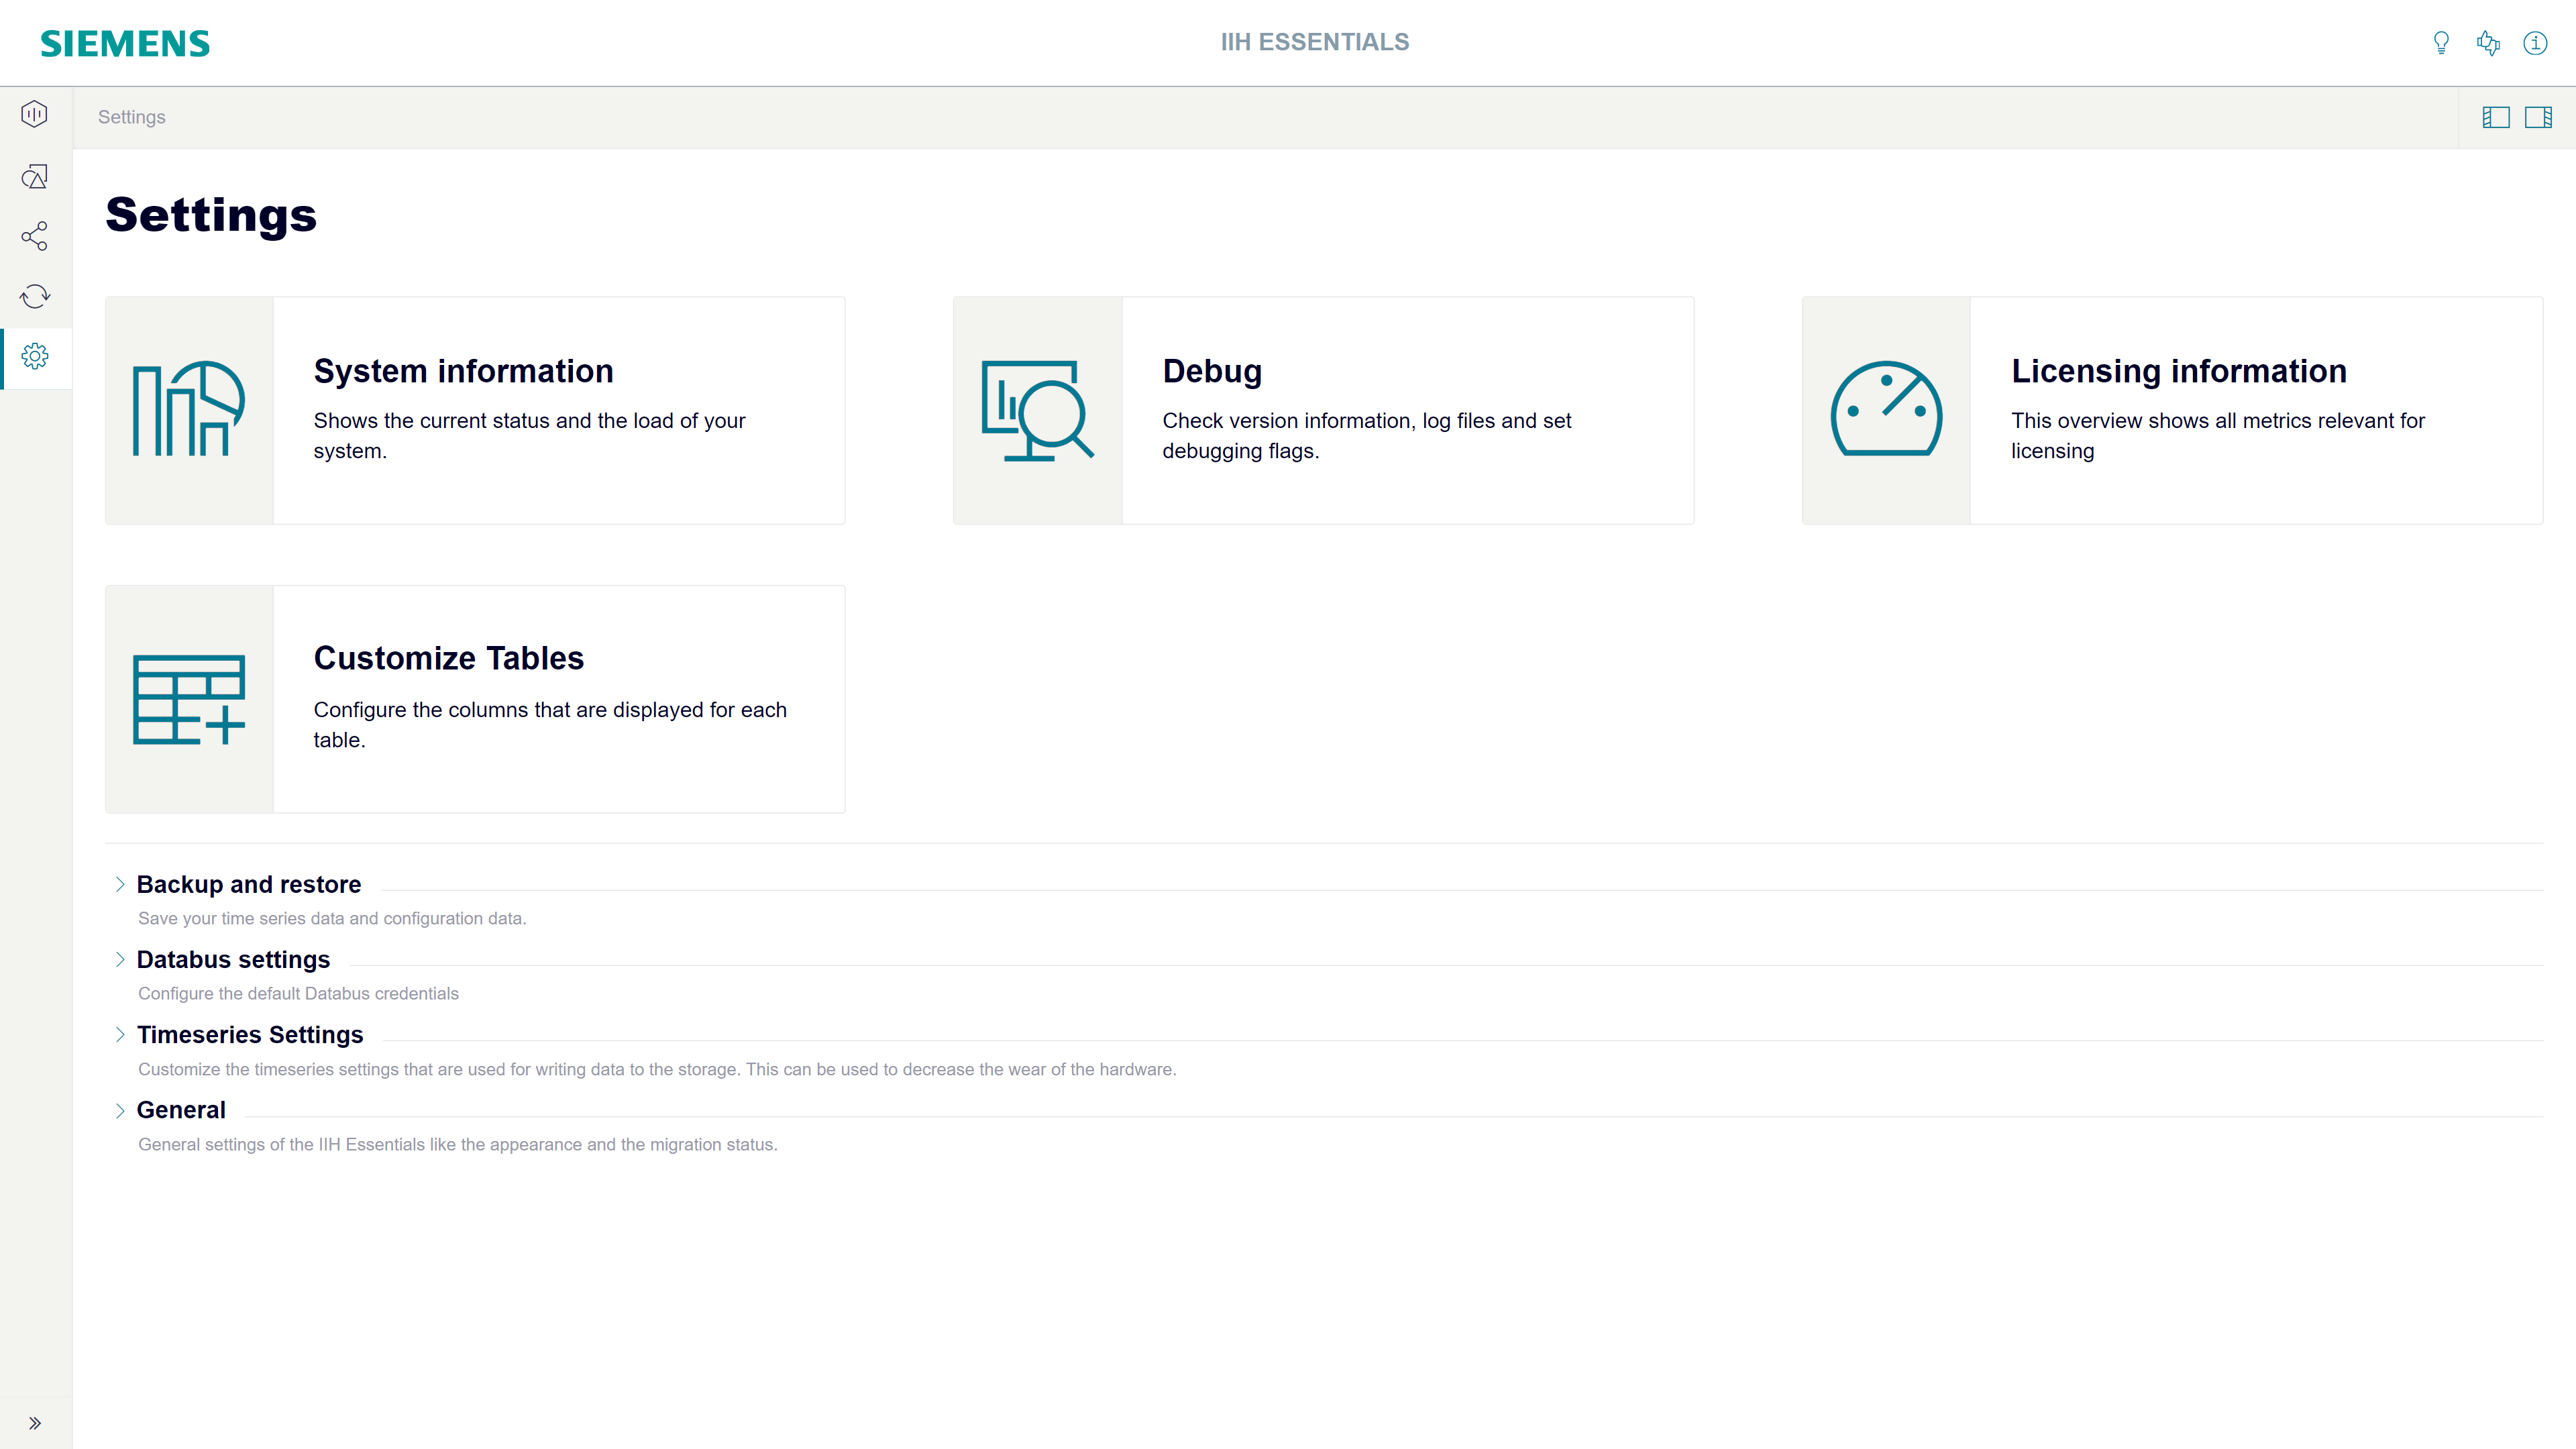 SIEMENS
IIH ESSENTIALS
Settings
Settings
System information
Shows the current status and the load of your
system.
Debug
Check version information, log files and set
debugging flags.
Licensing information
This overview shows all metrics relevant for
licensing
Customize Tables
Configure the columns that are displayed for each
table.
Backup and restore
Save your time series data and configuration data.
Databus settings
Configure the default Databus credentials
Timeseries Settings
Customize the timeseries settings that are used for writing data to the storage. This can be used to decrease the wear of the hardware.
General
General settings of the IIH Essentials like the appearance and the migration status.